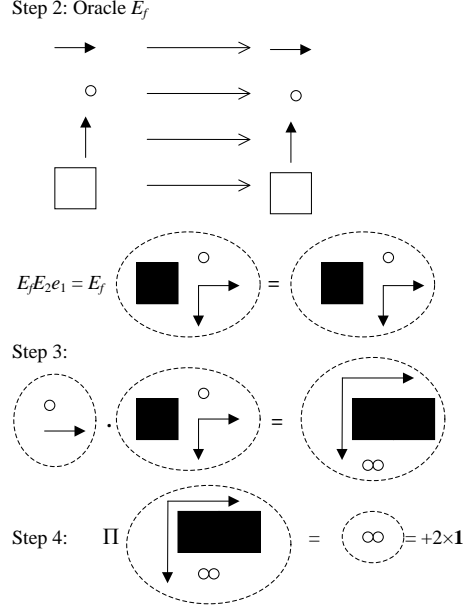 Step 2: Oracle E_f
E_fE_2e_1 = E_f =
Step 3:
. =
Step 4: Π = = +2×1